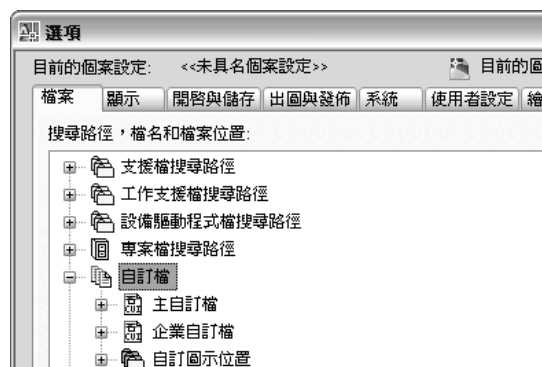 選項
目前的個案設定: <<未具名個案設定>> 目前的圖
檔案 顯示 開啓與儲存 出圖與發佈 系統 使用者設定 繪
搜尋路徑，檔名和檔案位置:
支援檔搜尋路徑
工作支援檔搜尋路徑
設備驅動程式檔搜尋路徑
專案檔搜尋路徑
自訂檔
CUI 主自訂檔
CUI 企業自訂檔
自訂圖示位置